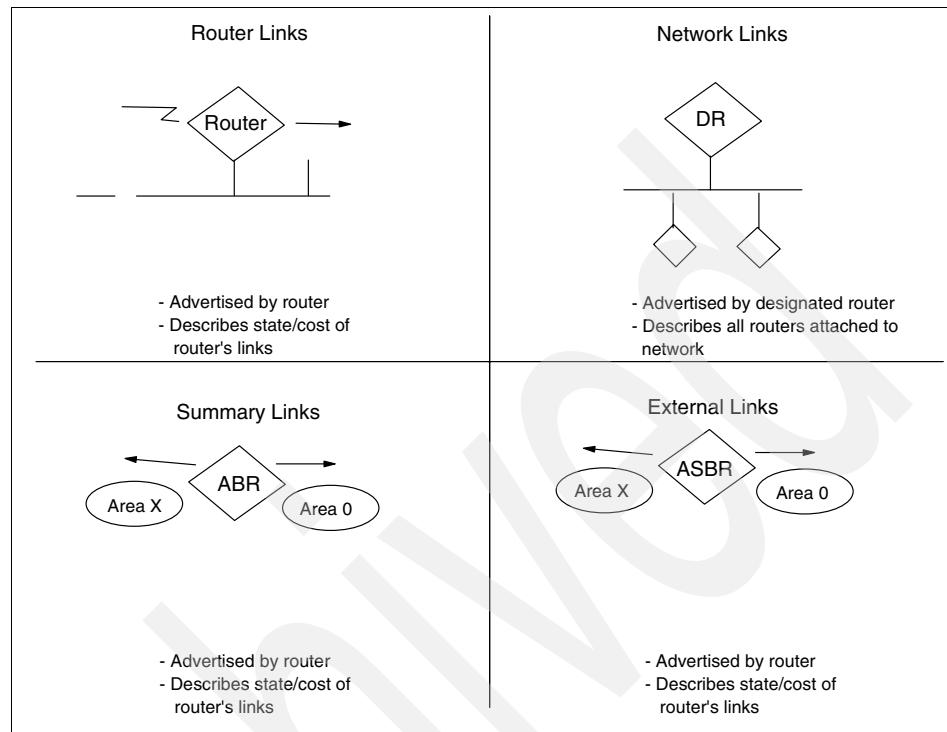 Router Links
Router
- Advertised by router
- Describes state/cost of
router's links
Network Links
DR
- Advertised by designated router
- Describes all routers attached to
network
Summary Links
ABR
Area X
Area 0
- Advertised by router
- Describes state/cost of
router's links
External Links
ASBR
Area X
Area 0
- Advertised by router
- Describes state/cost of
router's links
hived